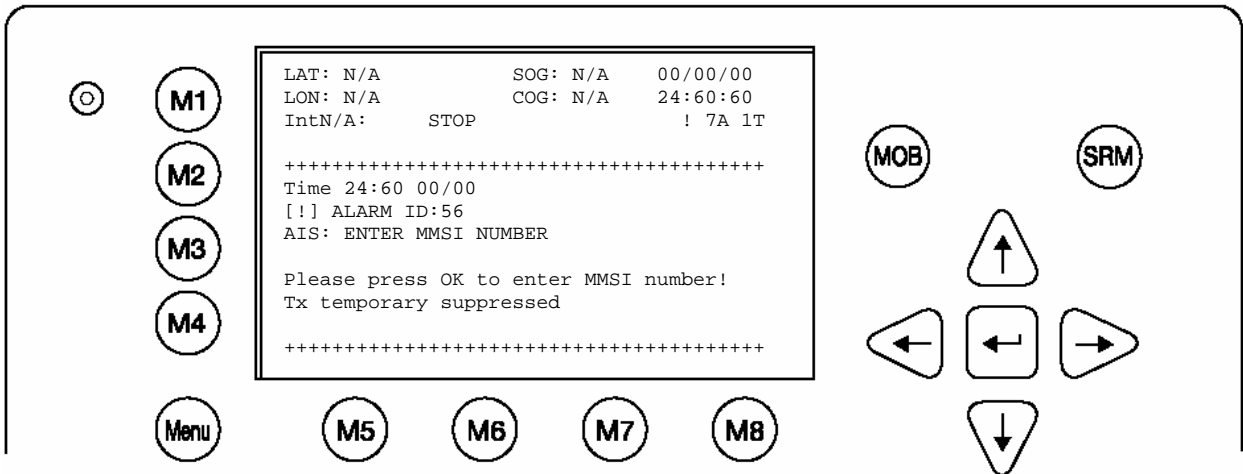 LAT: N/A SOG: N/A 00/00/00
LON: N/A COG: N/A 24:60:60
IntN/A: STOP ! 7A 1T
+++++++++++++++++++++++++++++++++++++++++
Time 24:60 00/00
[!] ALARM ID:56
AIS: ENTER MMSI NUMBER
Please press OK to enter MMSI number!
Tx temporary suppressed
+++++++++++++++++++++++++++++++++++++++++
M1
M2
M3
M4
Menu
M5 M6 M7 M8
MOB SRM